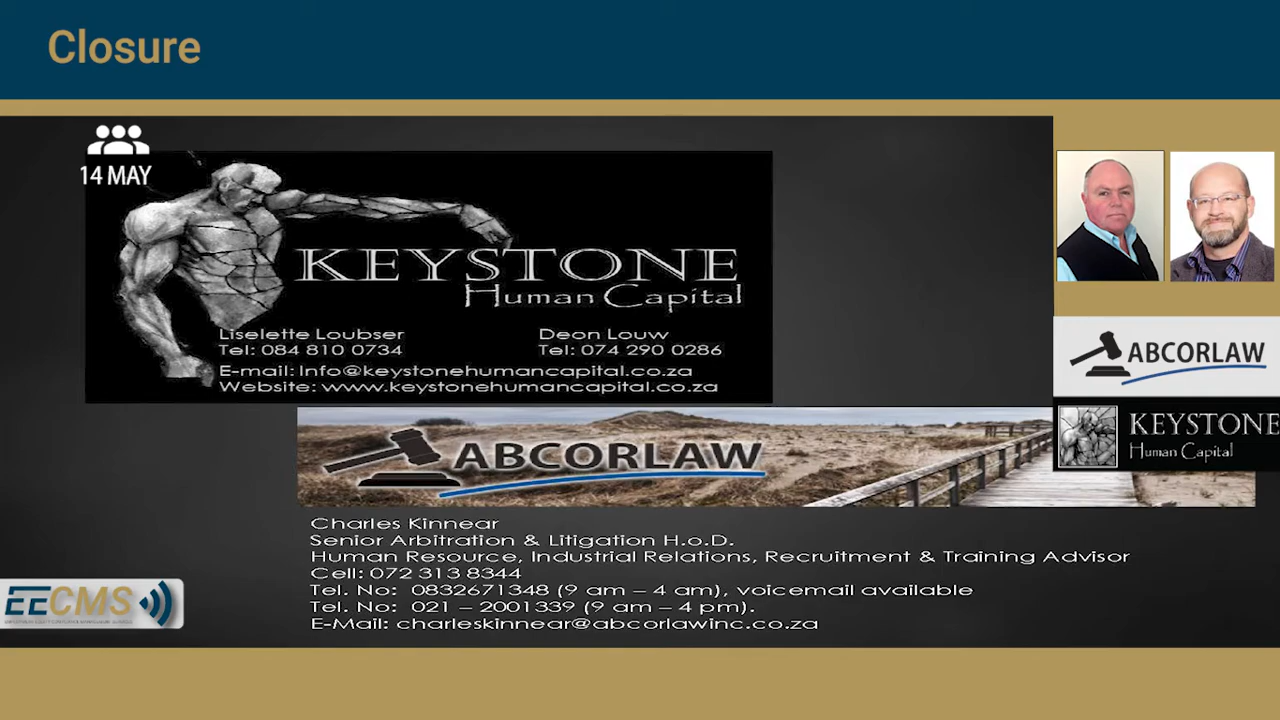 Closure
14 MAY
KEYSTONE
Human Capital
Liselette Loubser
Tel: 084 810 0734
Deon Louw
Tel: 074 290 0286
E-mail: Info@keystonehumancapital.co.za
Website: www.keystonehumancapital.co.za
ABCORLAW
KEYSTONE
Human Capital
ABCORLAW
Charles Kinnear
Senior Arbitration & Litigation H.o.D.
Human Resource, Industrial Relations, Recruitment & Training Advisor
Cell: 072 313 8344
Tel. No: 0832671348 (9 am – 4 am), voicemail available
Tel. No: 021 – 2001339 (9 am – 4 pm).
E-Mail: charleskinnear@abcorlawinc.co.za
EECMS